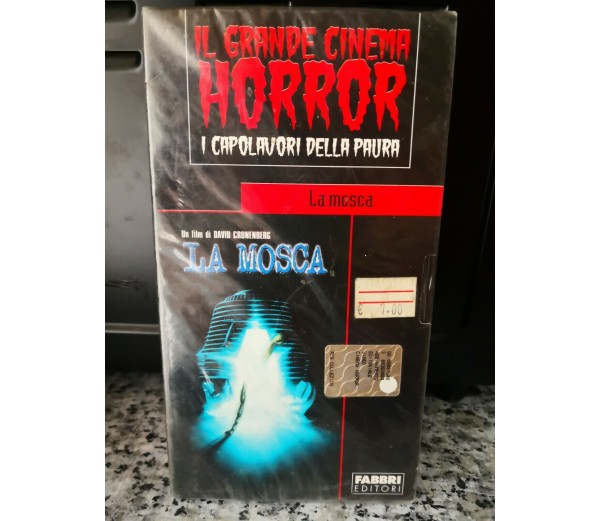 IL GRANDE CINEMA
HORROR
I CAPOLAVORI DELLA PAURA
La mosca
Un film di DAVID CRONENBERG
LA MOSCA
€ 7.00
FABBRI
EDITORI